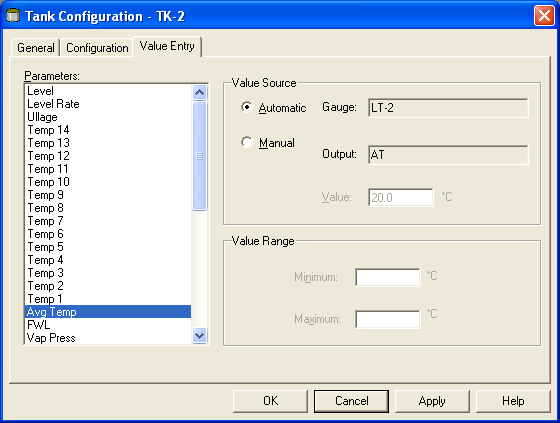 Tank Configuration - TK-2
General Configuration Value Entry
Parameters:
Level
Level Rate
Ullage
Temp 14
Temp 13
Temp 12
Temp 11
Temp 10
Temp 9
Temp 8
Temp 7
Temp 6
Temp 5
Temp 4
Temp 3
Temp 2
Temp 1
Avg Temp
FWL
Vap Press
Value Source
Automatic Gauge: LT-2
Manual
Output: AT
Value: 20.0 °C
Value Range
Minimum: °C
Maximum: °C
OK Cancel Apply Help